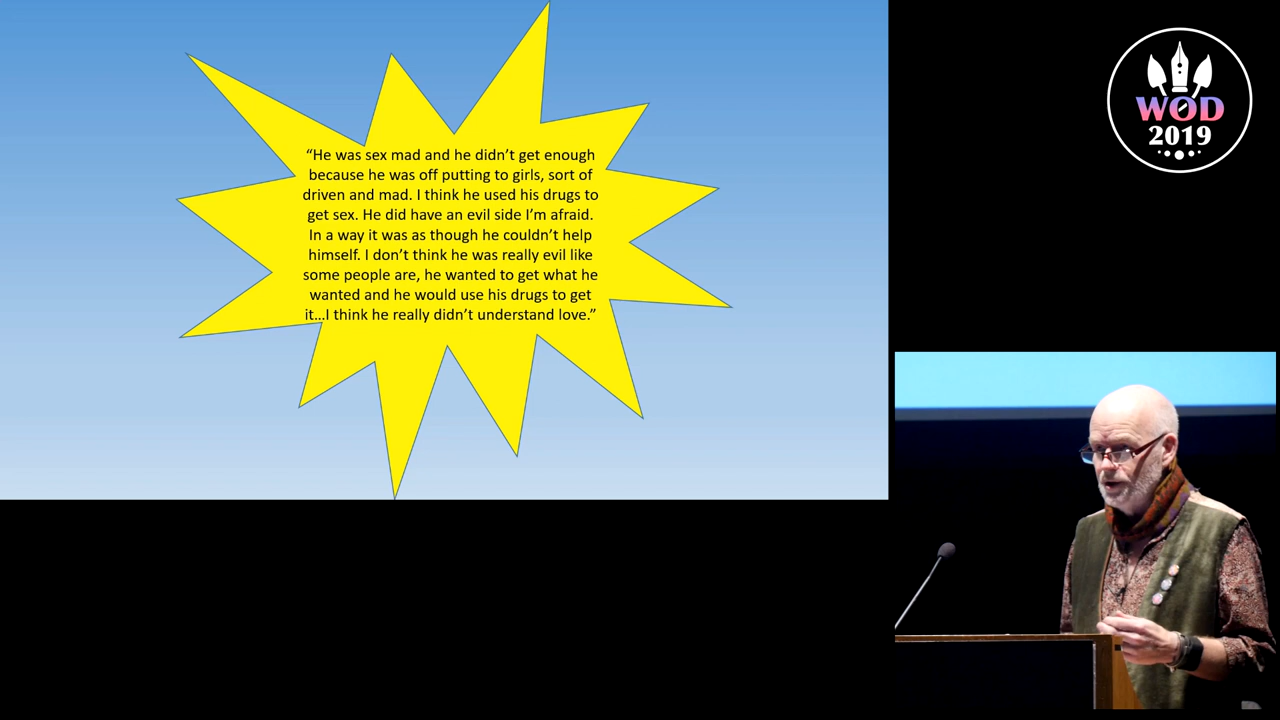 “He was sex mad and he didn’t get enough
because he was off putting to girls, sort of
driven and mad. I think he used his drugs to
get sex. He did have an evil side I’m afraid.
In a way it was as though he couldn’t help
himself. I don’t think he was really evil like
some people are, he wanted to get what he
wanted and he would use his drugs to get
it…I think he really didn’t understand love.”
WOD
2019